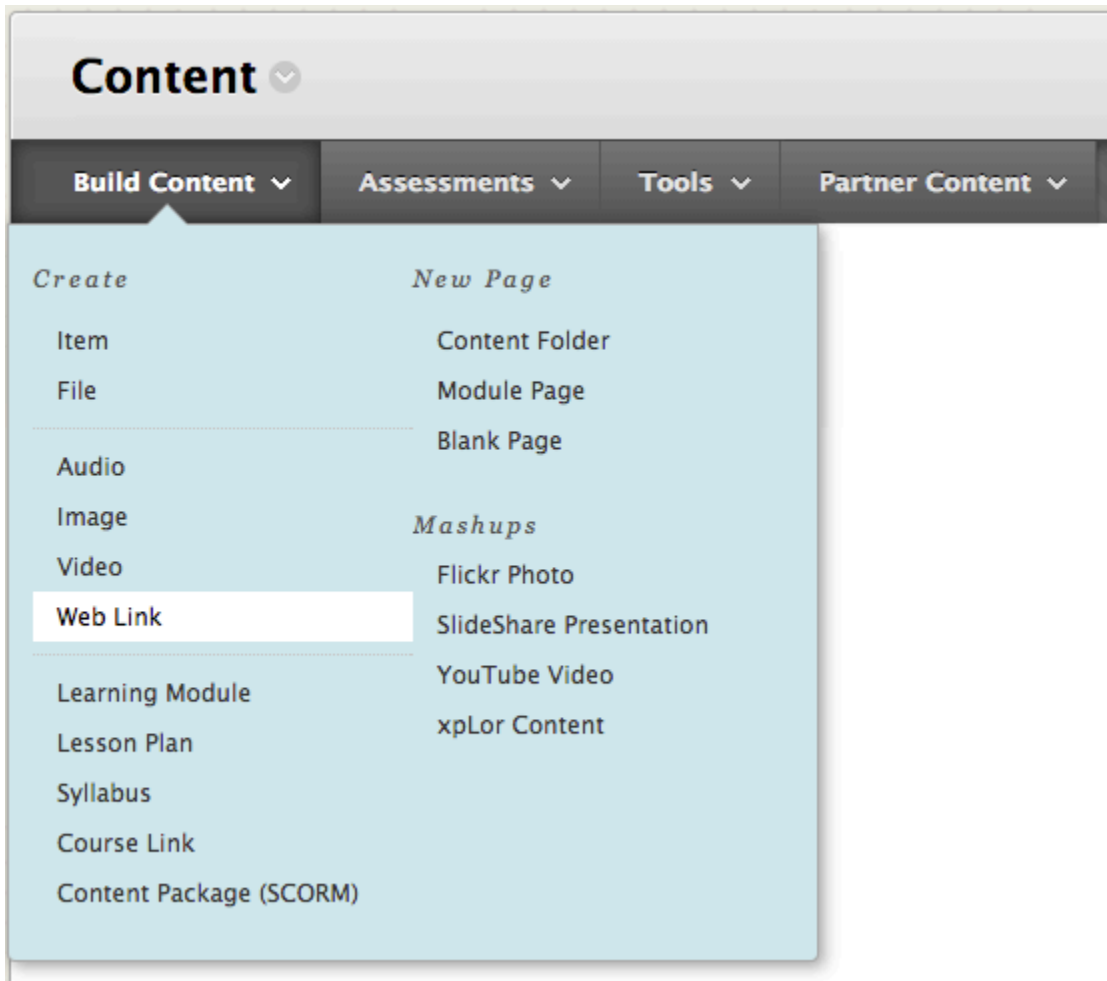 Content
Build Content Assessments Tools Partner Content
Create
Item
File
Audio
Image
Video
Web Link
Learning Module
Lesson Plan
Syllabus
Course Link
Content Package (SCORM)
New Page
Content Folder
Module Page
Blank Page
Mashups
Flickr Photo
SlideShare Presentation
YouTube Video
xpLor Content